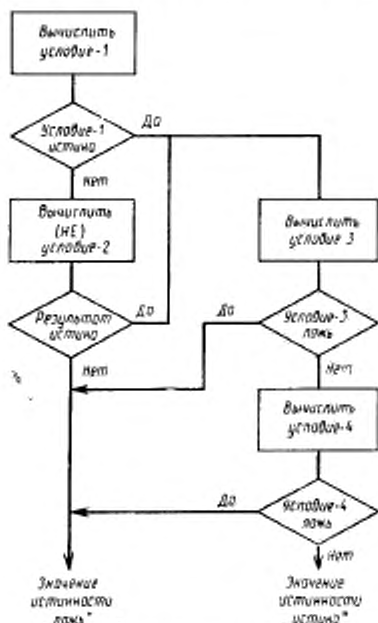 Вычислить
условие-1
Условие-1
истина
Да
Нет
Вычислить
(НЕ)
условие-2
Вычислить
условие 3
Результат
истина
Да
Нет
Да
Условие-3
ложь
Нет
Вычислить
условие-4
Да
Условие-4
ложь
Нет
Значение
истинности
ложь"
Значение
истинности
истина"